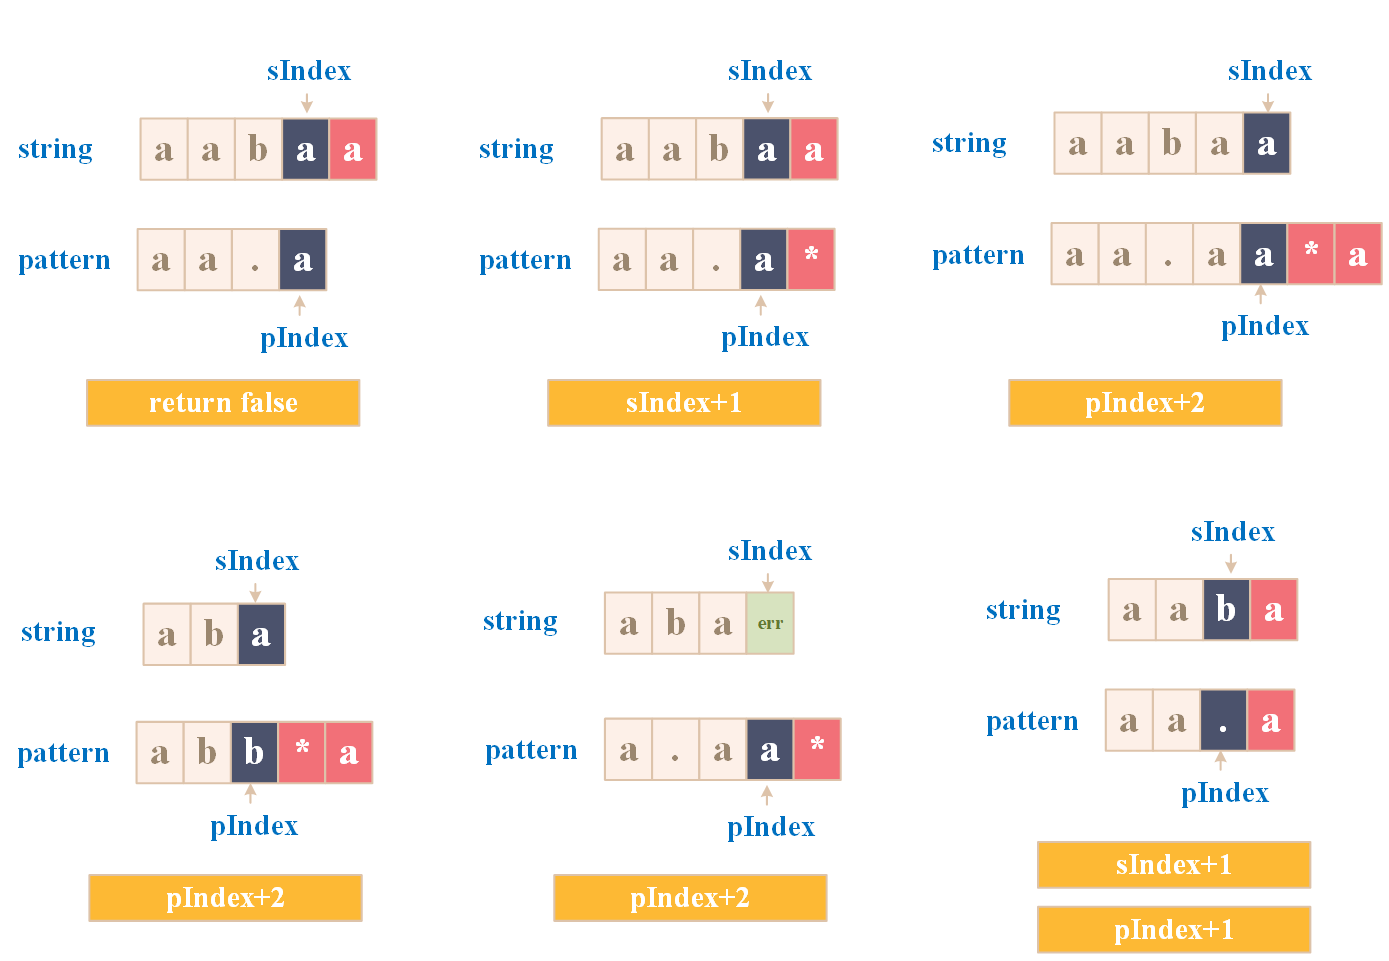 sIndex
string a a b a a
pattern a a . a
pIndex
return false
sIndex
string a a b a a
pattern a a . a *
pIndex
sIndex+1
sIndex
string a a b a a
pattern a a . a a * a
pIndex
pIndex+2
sIndex
string a b a
pattern a b b * a
pIndex
pIndex+2
sIndex
string a b a err
pattern a . a a *
pIndex
pIndex+2
sIndex
string a a b a
pattern a a . a
pIndex
sIndex+1
pIndex+1